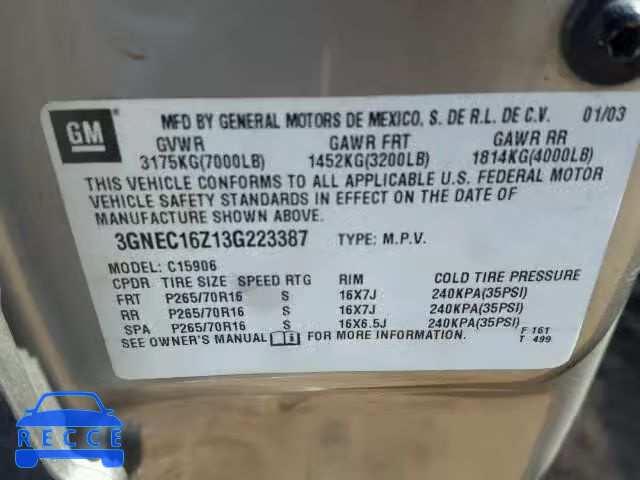 GM
MFD BY GENERAL MOTORS DE MEXICO, S. DE R.L. DE C.V. 01/03
GVWR GAWR FRT GAWR RR
3175KG(7000LB) 1452KG(3200LB) 1814KG(4000LB)
THIS VEHICLE CONFORMS TO ALL APPLICABLE U.S. FEDERAL MOTOR
VEHICLE SAFETY STANDARDS IN EFFECT ON THE DATE OF
MANUFACTURE SHOWN ABOVE.
3GNEC16Z13G223387 TYPE: M.P.V.
MODEL: C15906
CPDR TIRE SIZE SPEED RTG RIM COLD TIRE PRESSURE
FRT P265/70R16 S 16X7J 240KPA(35PSI)
RR P265/70R16 S 16X7J 240KPA(35PSI)
SPA P265/70R16 S 16X6.5J 240KPA(35PSI)
SEE OWNER'S MANUAL FOR MORE INFORMATION. F 161
T 499
RECCE